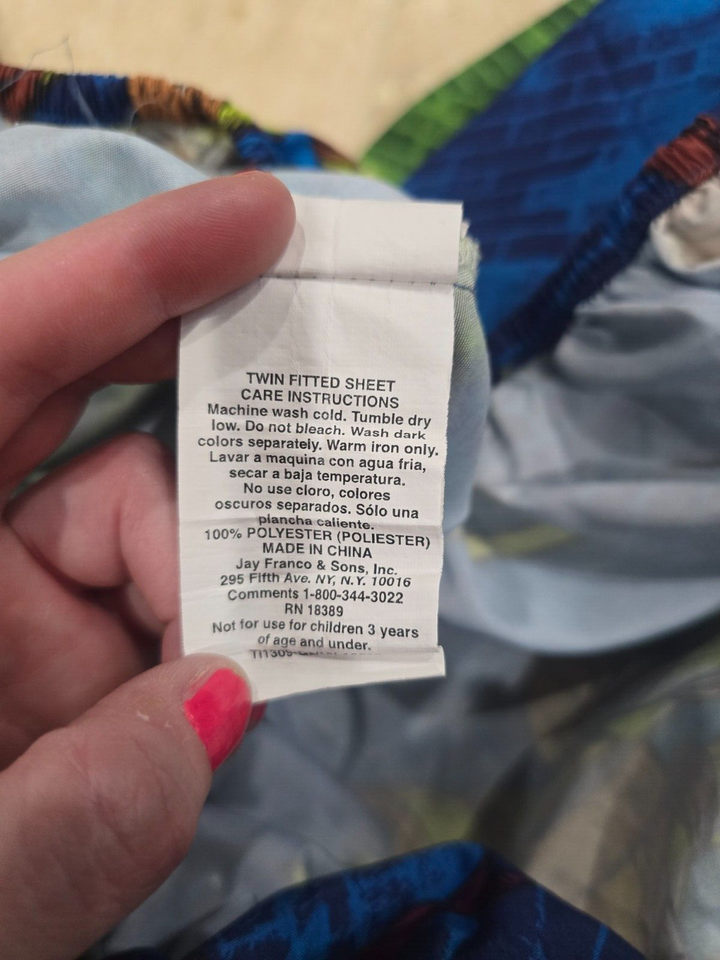 TWIN FITTED SHEET
CARE INSTRUCTIONS
Machine wash cold. Tumble dry
low. Do not bleach. Wash dark
colors separately. Warm iron only.
Lavar a maquina con agua fria,
secar a baja temperatura.
No use cloro, colores
oscuros separados. Sólo una
plancha caliente.
100% POLYESTER (POLIESTER)
MADE IN CHINA
Jay Franco & Sons, Inc.
295 Fifth Ave. NY, N.Y. 10016
Comments 1-800-344-3022
RN 18389
Not for use for children 3 years
of age and under.